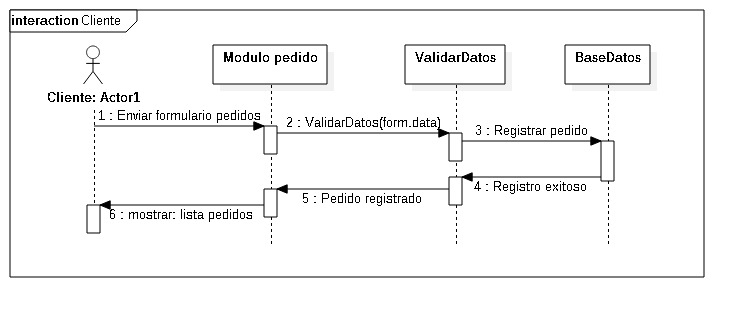 interaction Cliente
Modulo pedido
ValidarDatos
BaseDatos
Cliente: Actor1
1 : Enviar formulario pedidos
2 : ValidarDatos(form.data)
3 : Registrar pedido
4 : Registro exitoso
5 : Pedido registrado
6 : mostrar: lista pedidos